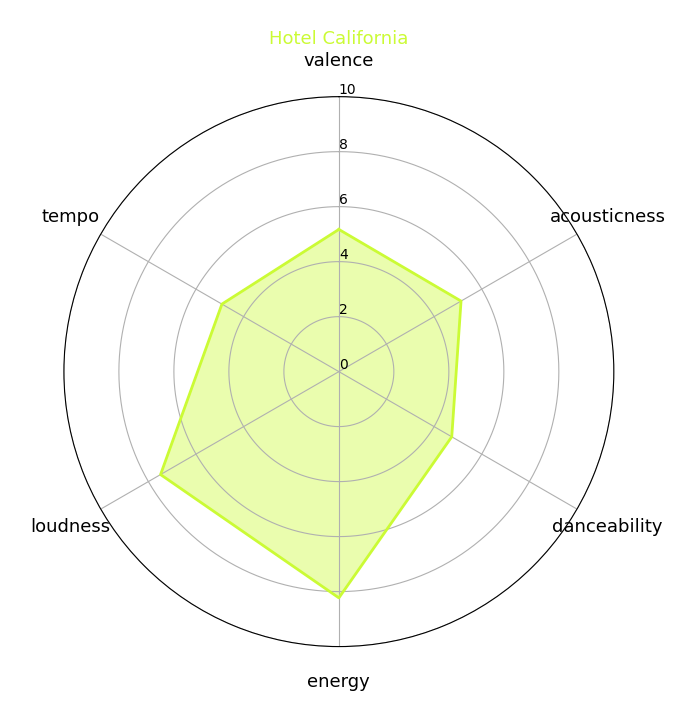 Hotel California
valence
10
8
tempo
acousticness
6
4
2
0
loudness
danceability
energy